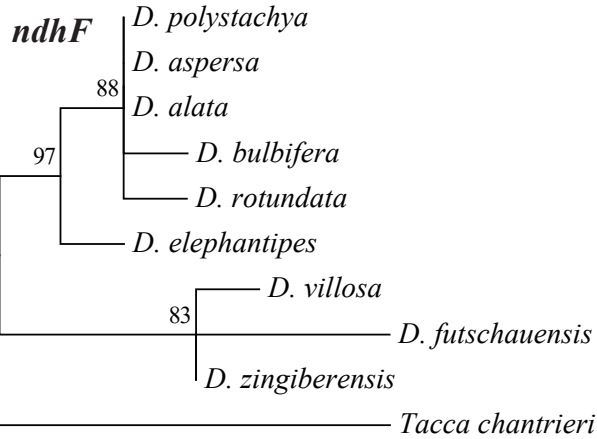 ndhF
D. polystachya
D. aspersa
88
D. alata
97
D. bulbifera
D. rotundata
D. elephantipes
D. villosa
83
D. futschauensis
D. zingiberensis
Tacca chantrieri